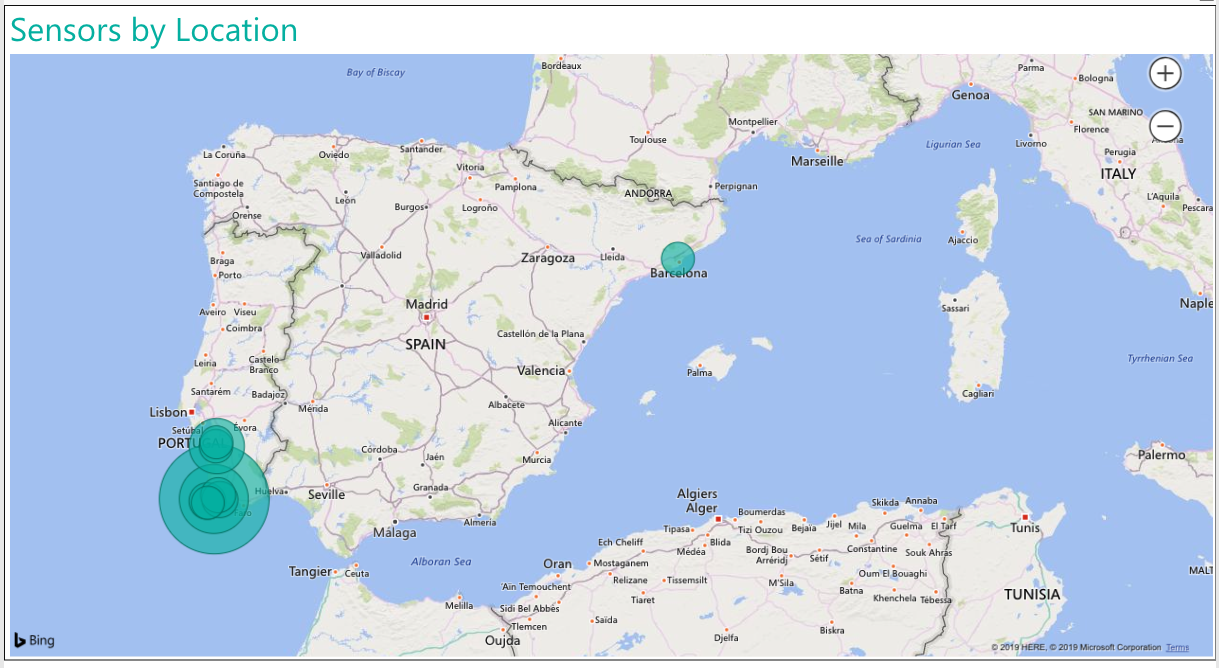 Sensors by Location
Bordeaux
Bay of Biscay
Parma
Bologna
Genoa
SAN MARINO
Montpellier
Florence
Toulouse
Livorno
La Coruña
Oviedo
Santander
Ligurian Sea
Perugia
Marseille
Vitoria
ITALY
Santiago de
Compostela
Pamplona
Perpignan
ANDORRA
León
Burgos
Logroño
L'Aquila
Pescara
Orense
Sea of Sardinia
Ajaccio
Braga
Valladolid
Zaragoza
Lleida
Porto
Barcelona
Madrid
Naple
Aveiro
Viseu
Sassari
Coimbra
Castellón de la Plana
SPAIN
Leiria
Castelo
Branco
Tyrrhenian Sea
Valencia
Palma
Santarém
Badajoz
Cagliari
Lisbon
Mérida
Albacete
Alicante
Setúbal
Évora
PORTUGAL
Córdoba
Jaén
Murcia
Palermo
Huelva
Seville
Granada
Algiers
Alger
Skikda
Annaba
Faro
Almeria
Boumerdas
Málaga
Tipasa
Tizi Ouzou
Bejaia
Jijel
Mila
Guelma
El Tarf
Tunis
Ech Cheliff
Blida
Médéa
Bordj Bou
Arréridj
Constantine
Souk Ahras
Alboran Sea
Oran
Mostaganem
Sétif
Tangier
Ceuta
Relizane
Tissemsilt
M'Sila
Oum El Bouaghi
MALT
Aïn Temouchent
Batna
Khenchela
Tébessa
TUNISIA
Melilla
Sidi Bel Abbès
Tiaret
Tlemcen
Saïda
Biskra
Oujda
Djelfa
Bing
© 2019 HERE, © 2019 Microsoft Corporation Terms